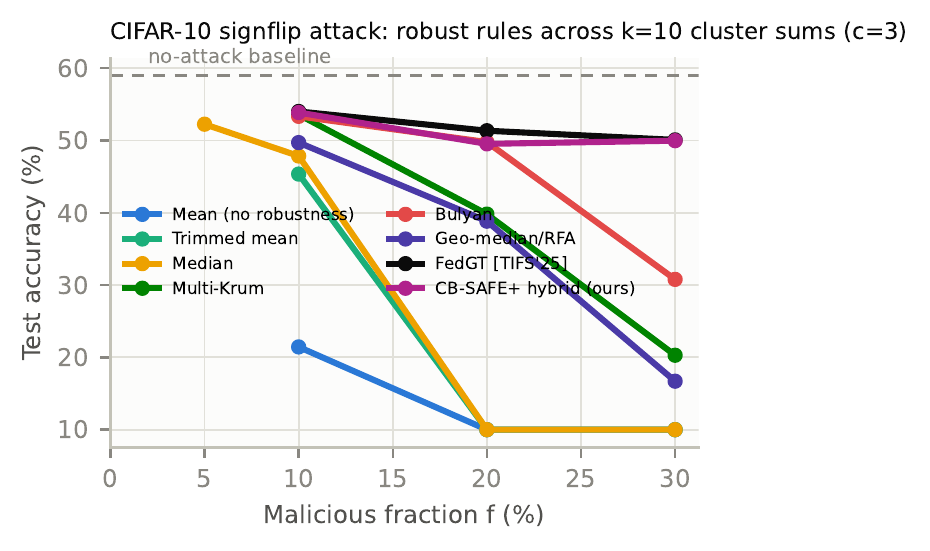 CIFAR-10 signflip attack: robust rules across k=10 cluster sums (c=3)
no-attack baseline
60
50
40
30
20
10
Test accuracy (%)
Mean (no robustness)
Trimmed mean
Median
Multi-Krum
Bulyan
Geo-median/RFA
FedGT [TIFS'25]
CB-SAFE+ hybrid (ours)
0 5 10 15 20 25 30
Malicious fraction f (%)